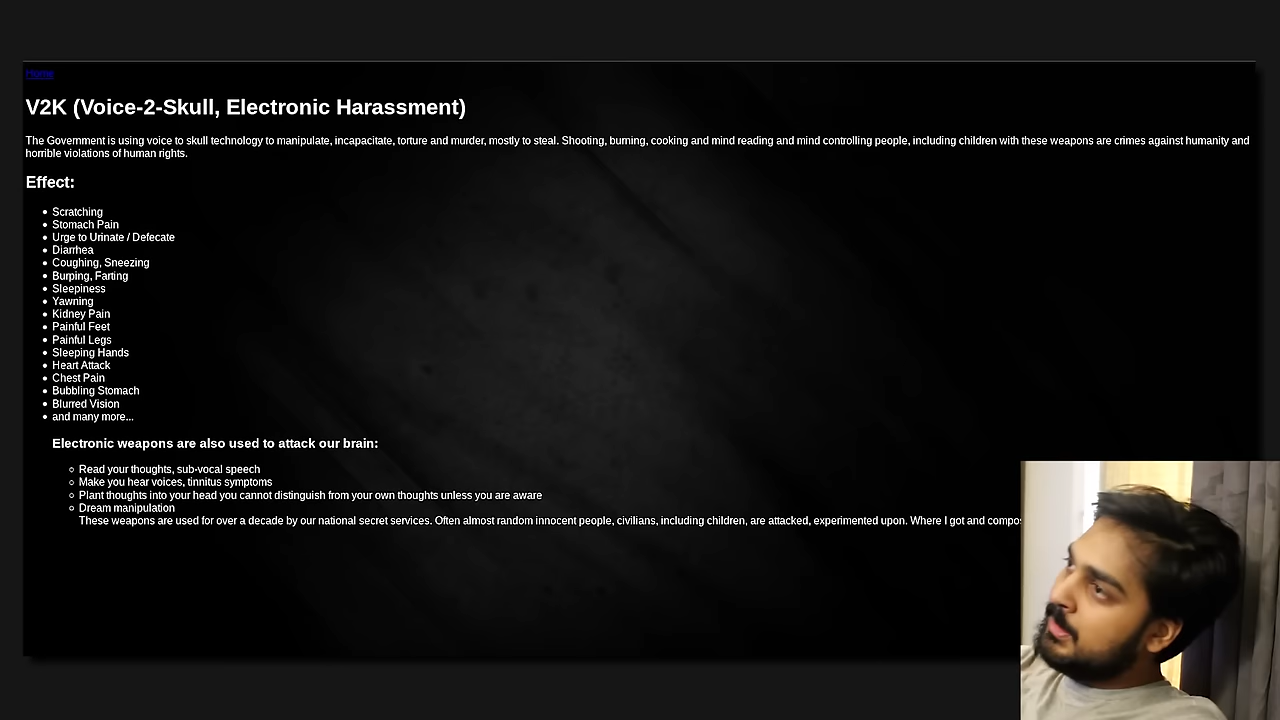 Home
V2K (Voice-2-Skull, Electronic Harassment)
The Government is using voice to skull technology to manipulate, incapacitate, torture and murder, mostly to steal. Shooting, burning, cooking and mind reading and mind controlling people, including children with these weapons are crimes against humanity and
horrible violations of human rights.
Effect:
Scratching
Stomach Pain
Urge to Urinate / Defecate
Diarrhea
Coughing, Sneezing
Burping, Farting
Sleepiness
Yawning
Kidney Pain
Painful Feet
Painful Legs
Sleeping Hands
Heart Attack
Chest Pain
Bubbling Stomach
Blurred Vision
and many more...
Electronic weapons are also used to attack our brain:
Read your thoughts, sub-vocal speech
Make you hear voices, tinnitus symptoms
Plant thoughts into your head you cannot distinguish from your own thoughts unless you are aware
Dream manipulation
These weapons are used for over a decade by our national secret services. Often almost random innocent people, civilians, including children, are attacked, experimented upon. Where I got and